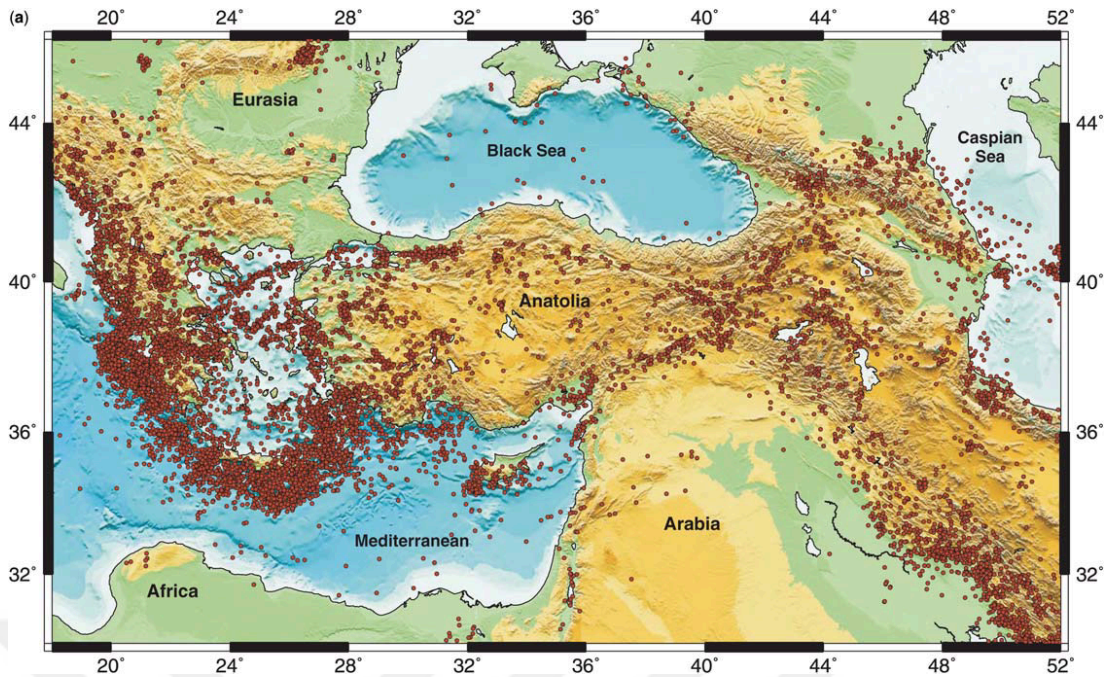 (a)
20° 24° 28° 32° 36° 40° 44° 48° 52°
Eurasia
44° 44°
Black Sea
Caspian
Sea
40° 40°
Anatolia
36° 36°
Arabia
Mediterranean
32° 32°
Africa
20° 24° 28° 32° 36° 40° 44° 48° 52°